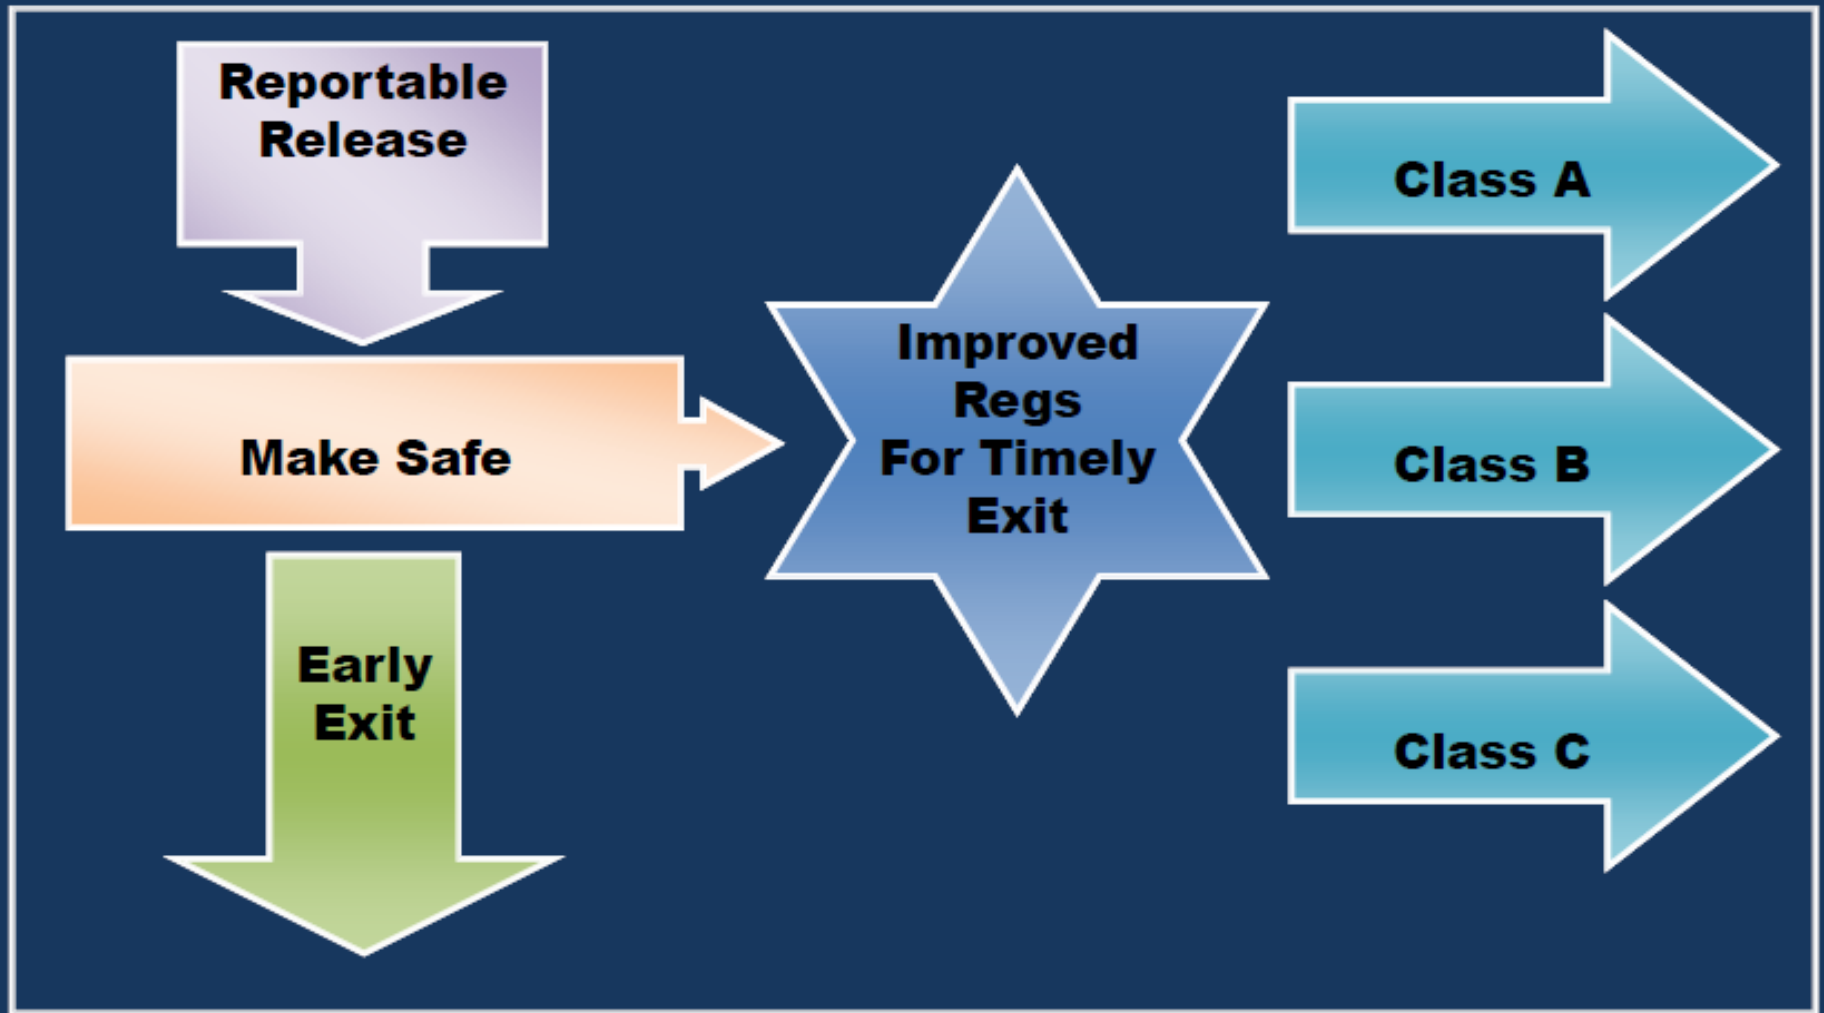 Reportable
Release
Make Safe
Early
Exit
Improved
Regs
For Timely
Exit
Class A
Class B
Class C